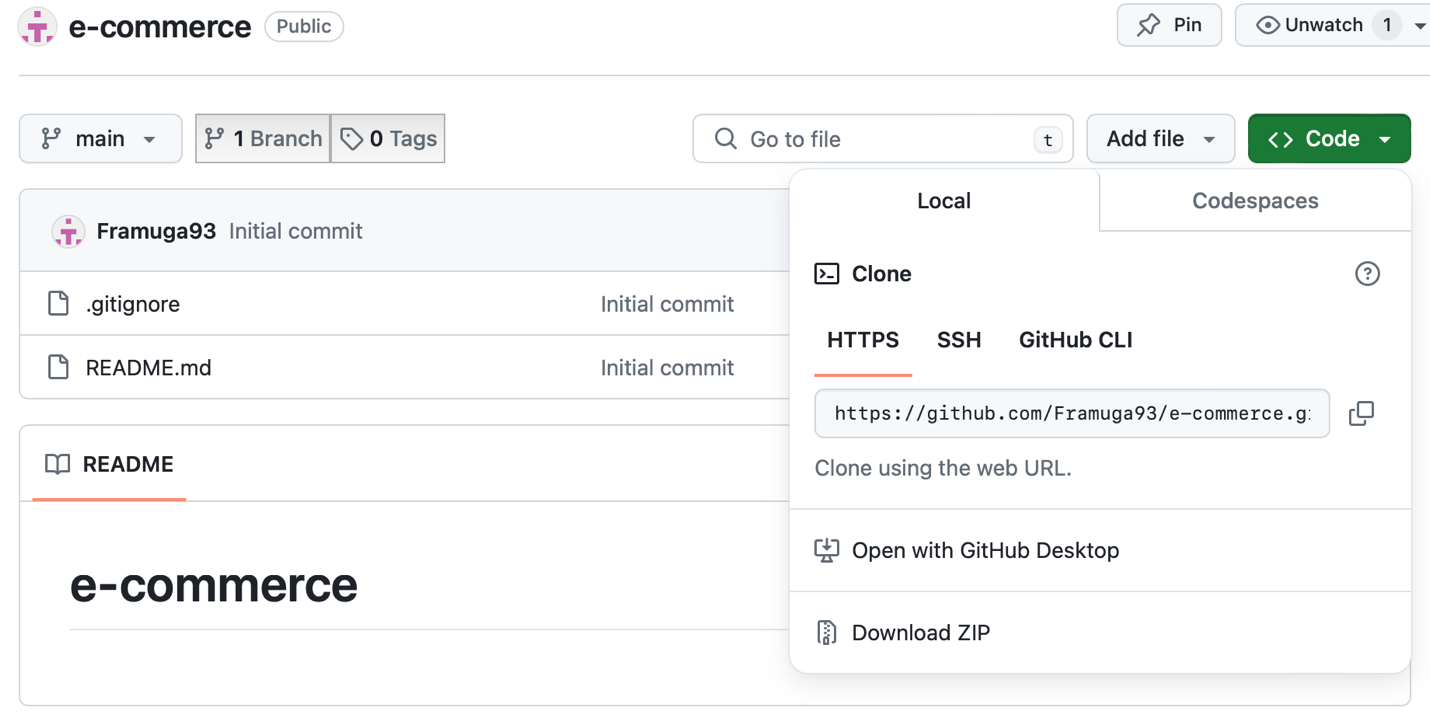 e-commerce Public Pin Unwatch 1
main 1 Branch 0 Tags Go to file t Add file Code
Local Codespaces
Framuga93 Initial commit
Clone
.gitignore Initial commit
HTTPS SSH GitHub CLI
README.md Initial commit
https://github.com/Framuga93/e-commerce.g
README
Clone using the web URL.
Open with GitHub Desktop
e-commerce
Download ZIP